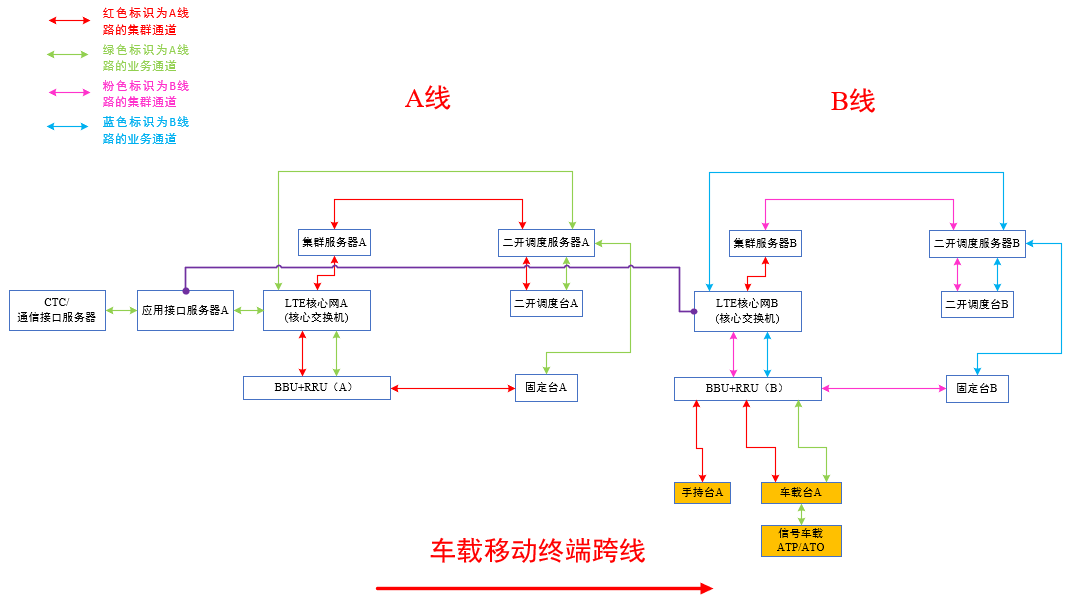 红色标识为A线
路的集群通道
绿色标识为A线
路的业务通道
粉色标识为B线
路的集群通道
蓝色标识为B线
路的业务通道
A线
B线
集群服务器A
二开调度服务器A
集群服务器B
二开调度服务器B
CTC/
通信接口服务器
应用接口服务器A
LTE核心网A
(核心交换机)
二开调度台A
LTE核心网B
(核心交换机)
二开调度台B
BBU+RRU（A）
固定台A
BBU+RRU（B）
固定台B
手持台A
车载台A
信号车载
ATP/ATO
车载移动终端跨线